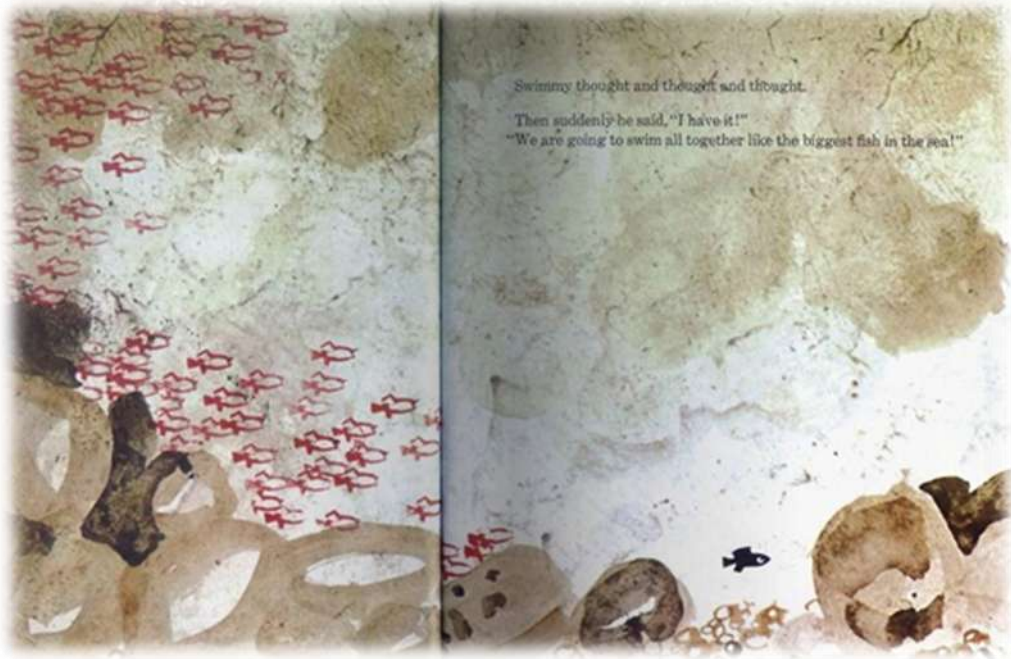 Swimmy thought and thought and thought.
Then suddenly he said, "I have it!"
"We are going to swim all together like the biggest fish in the sea!"